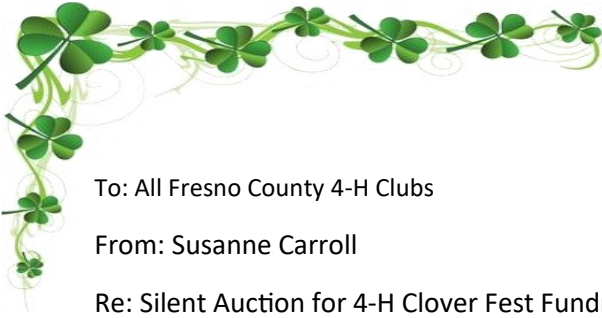 To: All Fresno County 4-H Clubs
From: Susanne Carroll
Re: Silent Auction for 4-H Clover Fest Fund